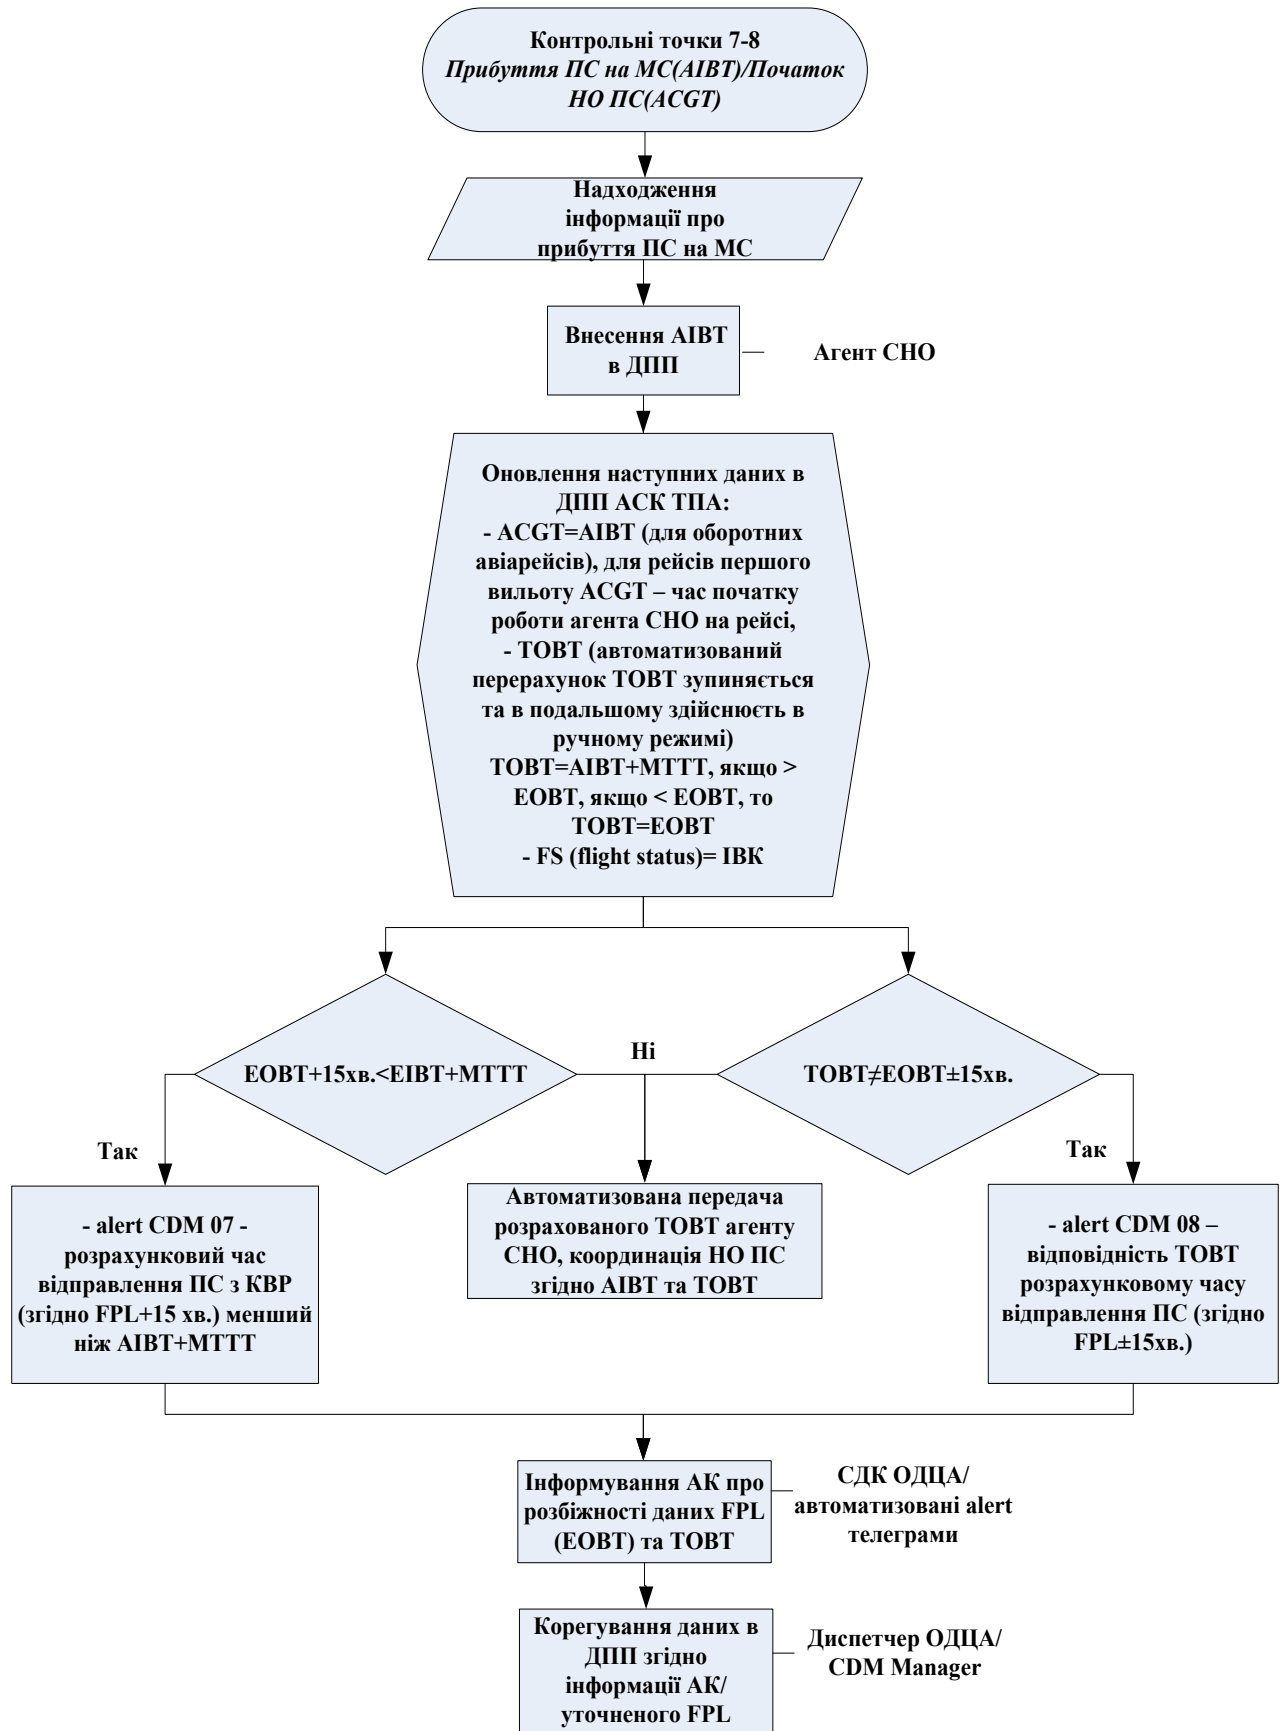 Контрольні точки 7-8
Прибуття ПС на МС(AIBT)/Початок
НО ПС(ACGT)
Надходження
інформації про
прибуття ПС на МС
Внесення AIBT
в ДПП
Агент СНО
Оновлення наступних даних в
ДПП АСК ТПА:
- ACGT=AIBT (для оборотних
авіарейсів), для рейсів першого
вильоту ACGT – час початку
роботи агента СНО на рейсі,
- TOBT (автоматизований
перерахунок TOBT зупиняється
та в подальшому здійснюєть в
ручному режимі)
TOBT=AIBT+MTTT, якщо >
EOBT, якщо < EOBT, то
TOBT=EOBT
- FS (flight status)= IBK
Ні
EOBT+15хв.<EIBT+MTTT
TOBT≠EOBT±15хв.
Так
Так
- alert CDM 07 -
розрахунковий час
відправлення ПС з КВР
(згідно FPL+15 хв.) менший
ніж AIBT+MTTT
Автоматизована передача
розрахованого TOBT агенту
СНО, координація НО ПС
згідно AIBT та TOBT
- alert CDM 08 –
відповідність TOBT
розрахунковому часу
відправлення ПС (згідно
FPL±15хв.)
Інформування АК про
розбіжності даних FPL
(EOBT) та TOBT
СДК ОДЦА/
автоматизовані alert
телеграми
Корегування даних в
ДПП згідно
інформації АК/
уточненого FPL
Диспетчер ОДЦА/
CDM Manager